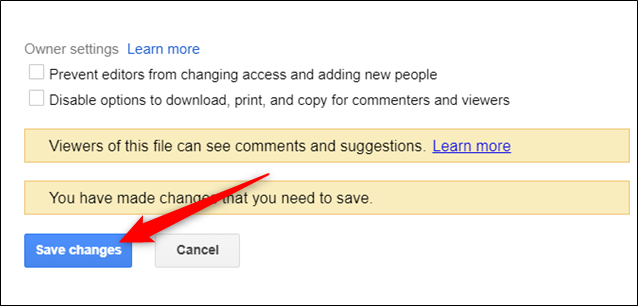 Owner settings Learn more
Prevent editors from changing access and adding new people
Disable options to download, print, and copy for commenters and viewers
Viewers of this file can see comments and suggestions. Learn more
You have made changes that you need to save.
Save changes Cancel